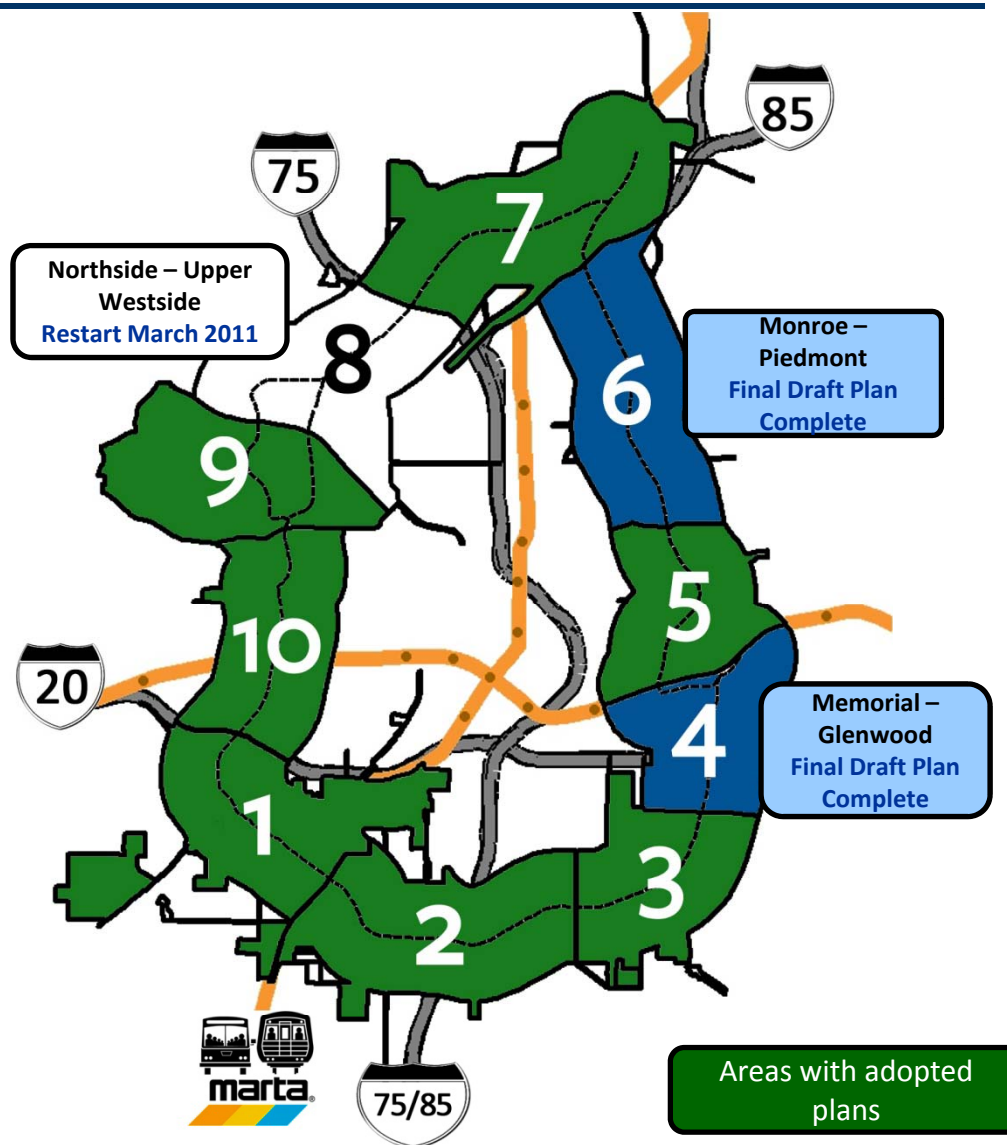 85
75
7
Northside – Upper
Westside
Restart March 2011
8
Monroe –
Piedmont
Final Draft Plan
Complete
6
9
5
10
20
Memorial –
Glenwood
Final Draft Plan
Complete
4
1
3
2
marta®
75/85
Areas with adopted
plans